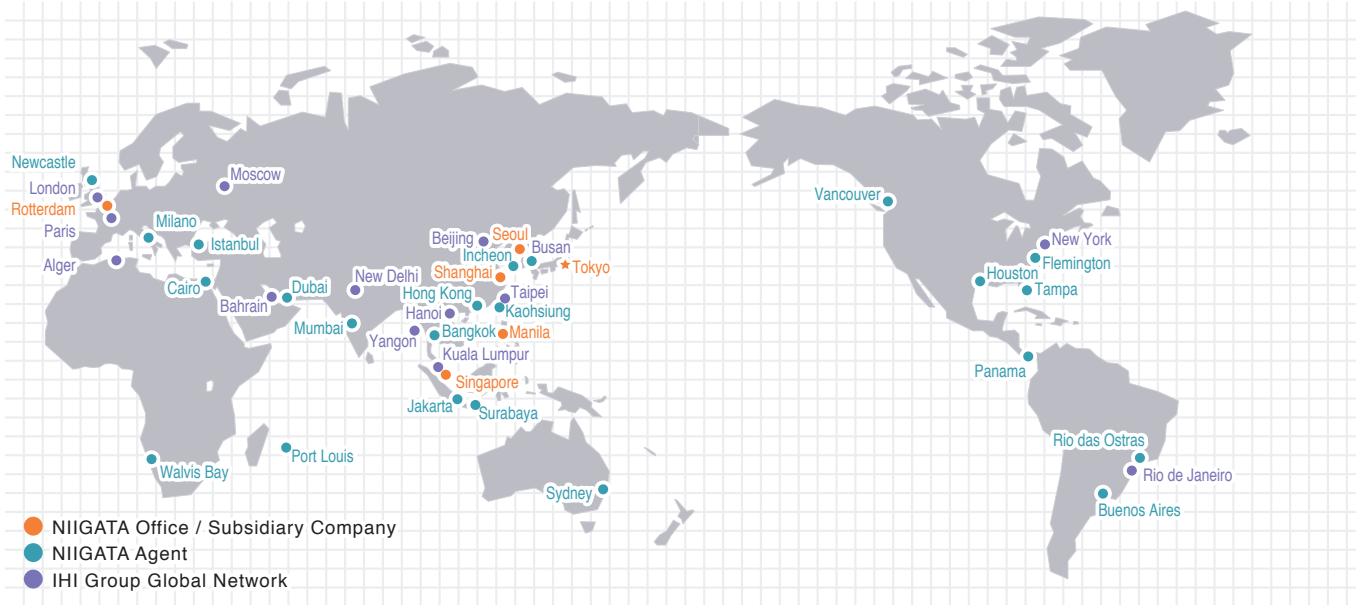 Newcastle
London
Rotterdam
Paris
Alger
Moscow
Milano
Istanbul
Cairo
Bahrain
Dubai
New Delhi
Mumbai
Yangon
Beijing
Seoul
Busan
Incheon
Shanghai
Tokyo
Hong Kong
Taipei
Kaohsiung
Hanoi
Bangkok
Manila
Kuala Lumpur
Singapore
Jakarta
Surabaya
Port Louis
Walvis Bay
Sydney
Vancouver
New York
Flemington
Houston
Tampa
Panama
Rio das Ostras
Rio de Janeiro
Buenos Aires
NIIGATA Office / Subsidiary Company
NIIGATA Agent
IHI Group Global Network